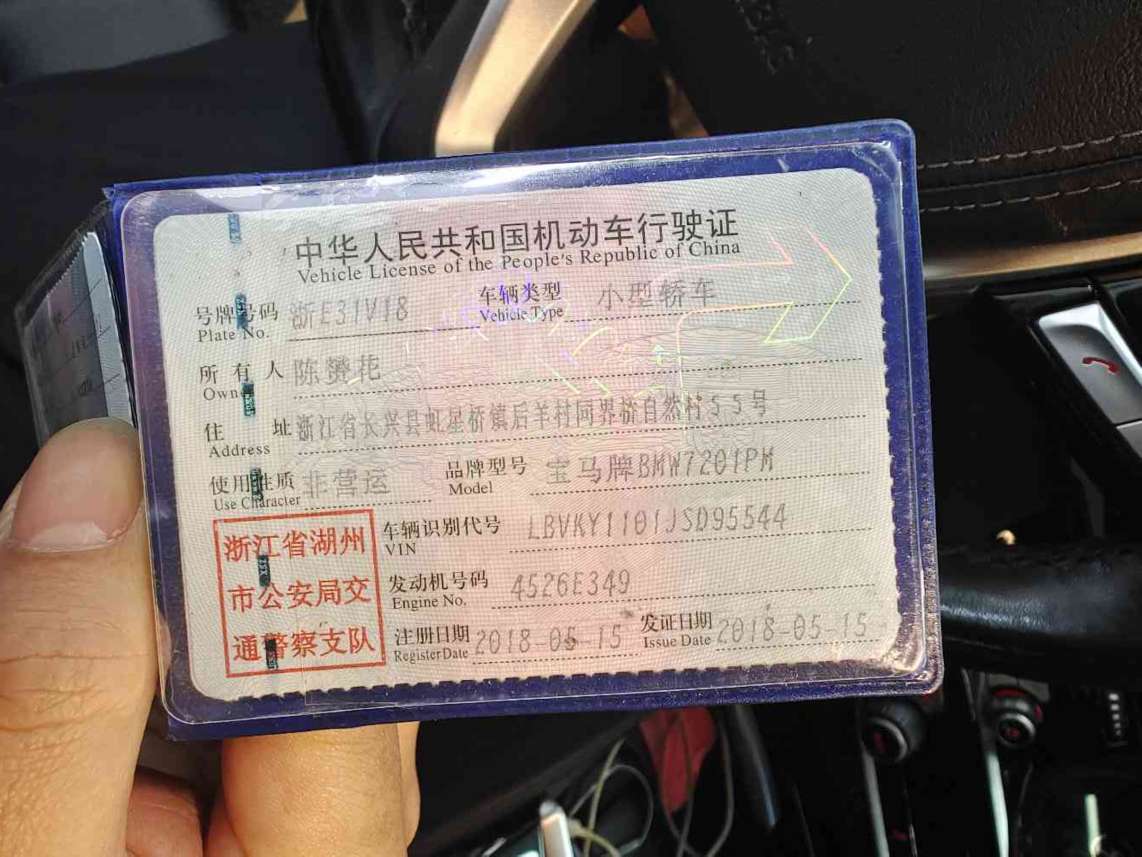 中华人民共和国机动车行驶证
Vehicle License of the People's Republic of China
号牌号码 浙E31V18 车辆类型 小型轿车
Plate No. Vehicle Type
所有人 陈赞花
Owner
住址 浙江省长兴县虹星桥镇后羊村同界桥自然村55号
Address
使用性质 非营运 品牌型号 宝马牌BMW7201PM
Use Character Model
浙江省湖州
市公安局交
通警察支队
车辆识别代号 LBVKY1101JSD95544
VIN
发动机号码 4526E349
Engine No.
注册日期 2018-05-15 发证日期 2018-05-15
Register Date Issue Date